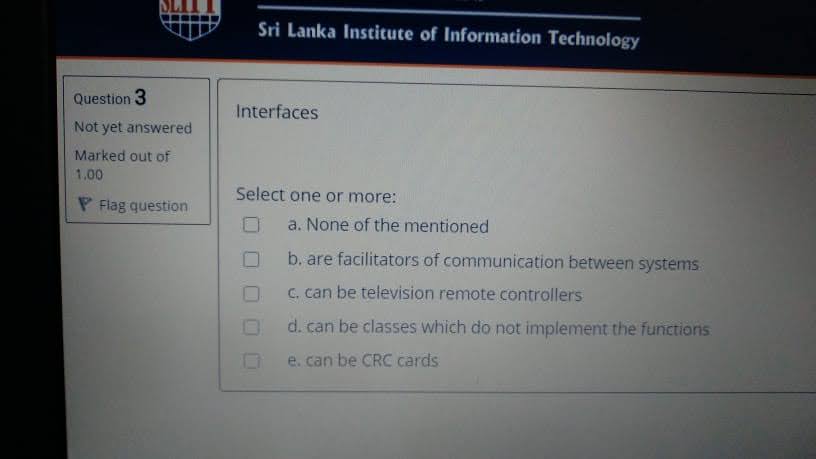 SLIIT
Sri Lanka Institute of Information Technology
Question 3
Not yet answered
Marked out of
1.00
Flag question
Interfaces
Select one or more:
a. None of the mentioned
b. are facilitators of communication between systems
c. can be television remote controllers
d. can be classes which do not implement the functions
e. can be CRC cards